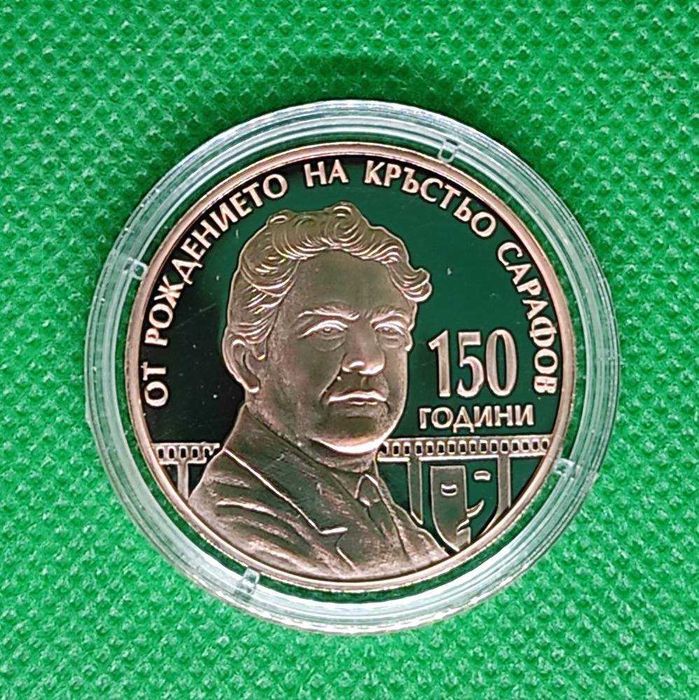 150
ГОДИНИ
ОТ РОЖДЕНИЕТО НА КРЪСТЬО САРАФОВ